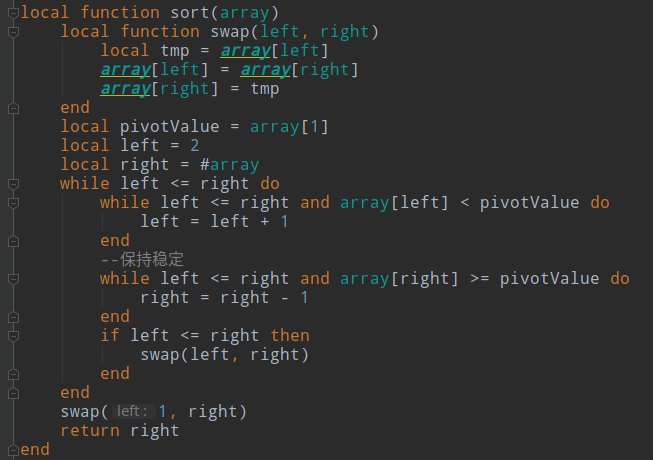 local function sort(array)
    local function swap(left, right)
        local tmp = array[left]
        array[left] = array[right]
        array[right] = tmp
    end
    local pivotValue = array[1]
    local left = 2
    local right = #array
    while left <= right do
        while left <= right and array[left] < pivotValue do
            left = left + 1
        end
        --保持稳定
        while left <= right and array[right] >= pivotValue do
            right = right - 1
        end
        if left <= right then
            swap(left, right)
        end
    end
    swap( left: 1, right)
    return right
end